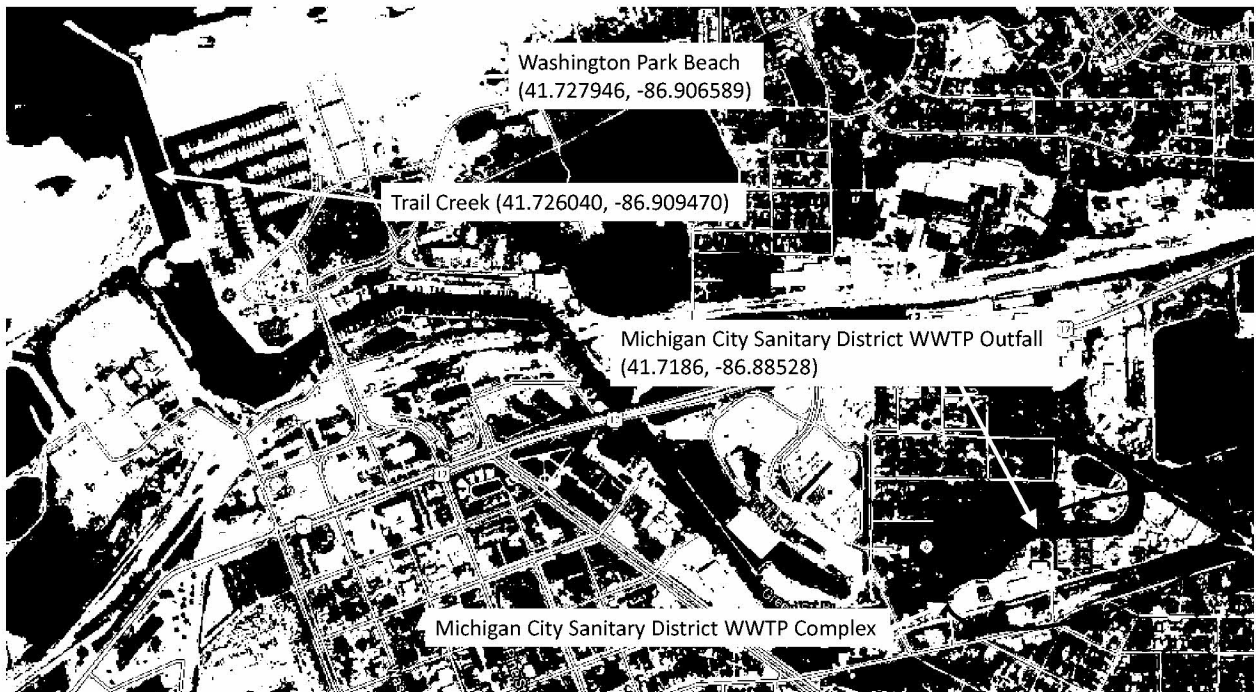 Washington Park Beach
(41.727946, -86.906589)
Trail Creek (41.726040, -86.909470)
17
Michigan City Sanitary District WWTP Outfall
(41.7186, -86.88528)
Michigan City Sanitary District WWTP Complex